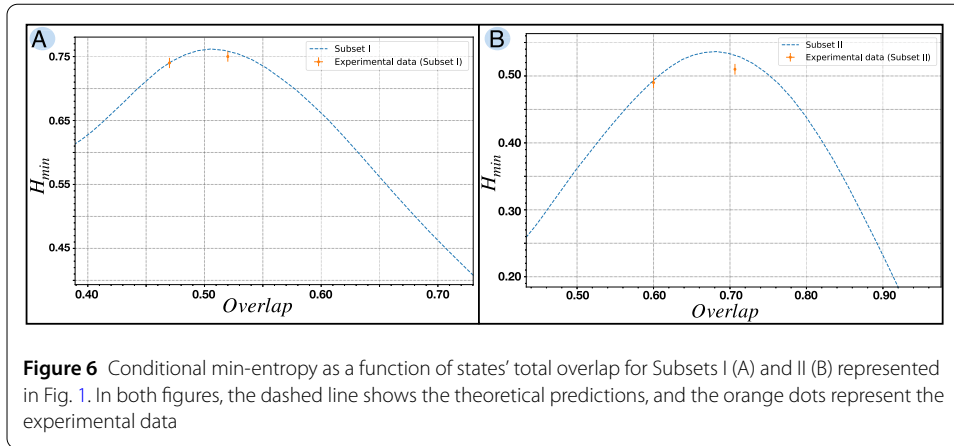 A
Subset I
Experimental data (Subset I)
0.75
0.65
0.55
0.45
H_min
0.40 0.50 0.60 0.70
Overlap
B
Subset II
Experimental data (Subset II)
0.50
0.40
0.30
0.20
H_min
0.50 0.60 0.70 0.80 0.90
Overlap
Figure 6 Conditional min-entropy as a function of states’ total overlap for Subsets I (A) and II (B) represented
in Fig. 1. In both figures, the dashed line shows the theoretical predictions, and the orange dots represent the
experimental data